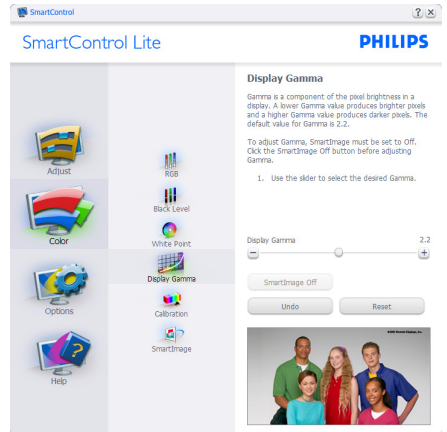 SmartControl
SmartControl Lite
PHILIPS
Adjust
Color
Options
Help
RGB
Black Level
White Point
Display Gamma
Calibration
SmartImage
Display Gamma
Gamma is a component of the pixel brightness in a
display. A lower Gamma value produces brighter pixels
and a higher Gamma value produces darker pixels. The
default value for Gamma is 2.2.
To adjust Gamma, SmartImage must be set to Off.
Click the SmartImage Off button before adjusting
Gamma.
1. Use the slider to select the desired Gamma.
Display Gamma 2.2
SmartImage Off
Undo Reset